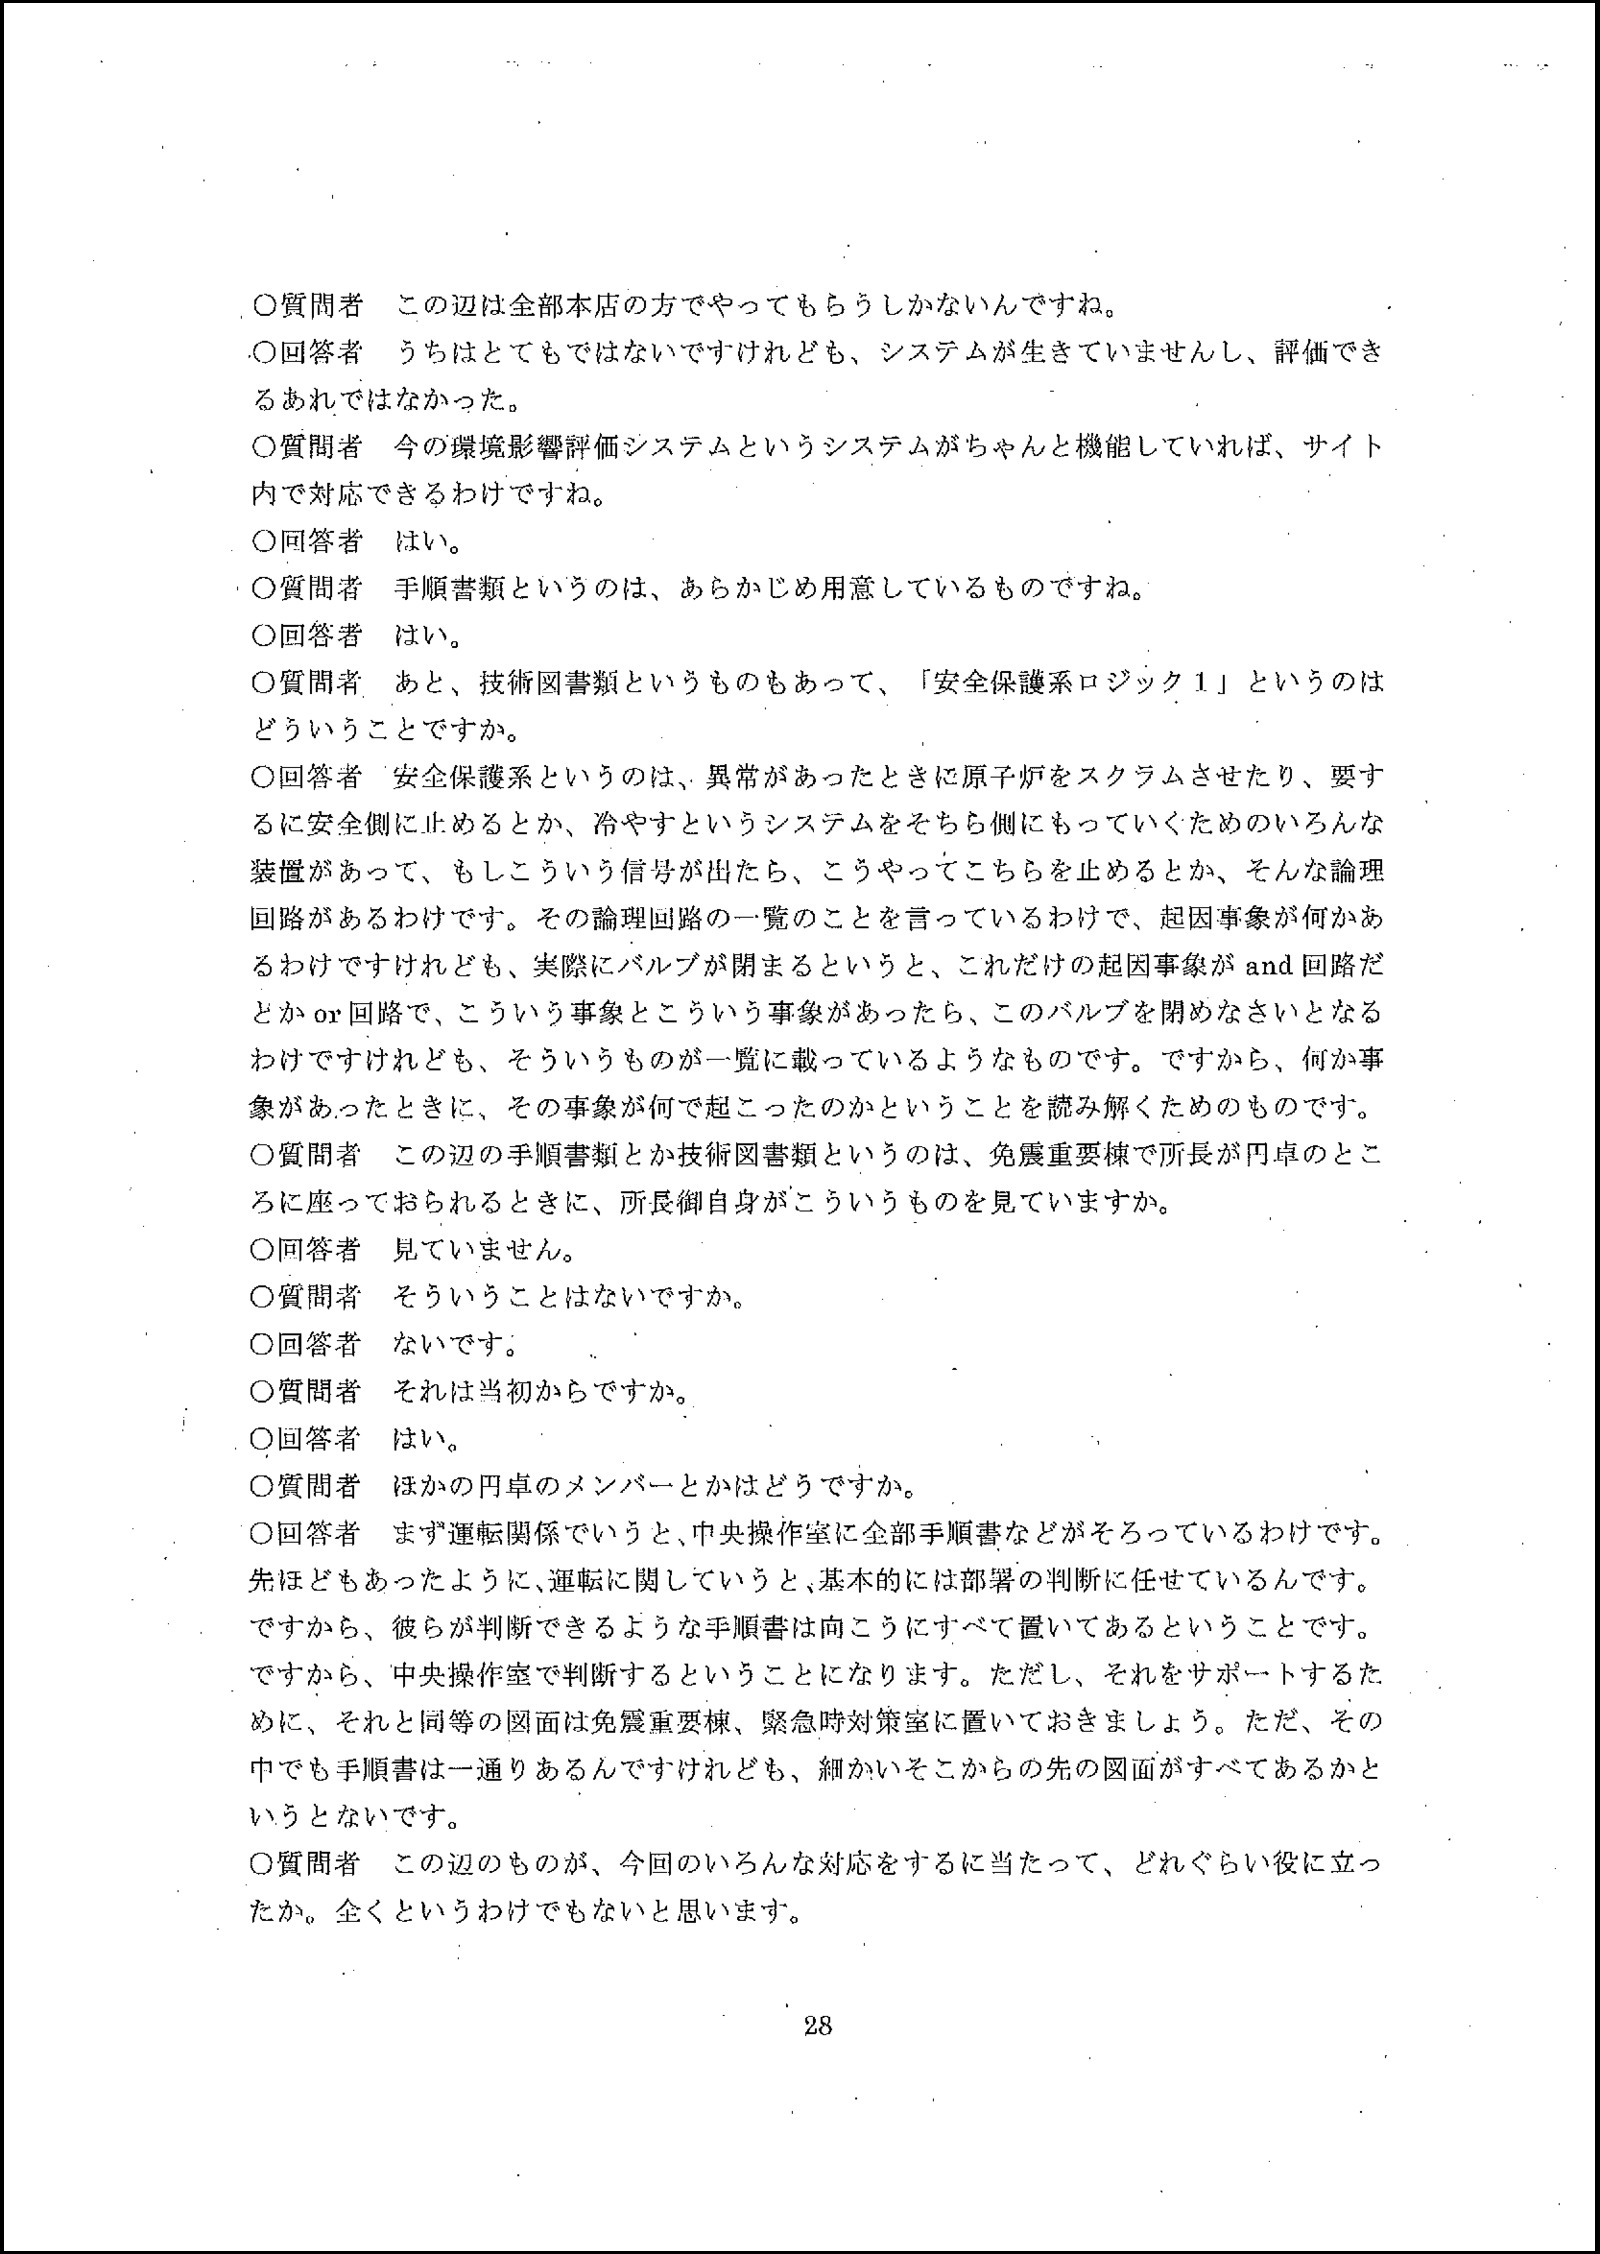 ○質問者　この辺は全部本店の方でやってもらうしかないんですね。
○回答者　うちはとてもではないですけれども、システムが生きていませんし、評価でき
るあれではなかった。
○質問者　今の環境影響評価システムというシステムがちゃんと機能していれば、サイト
内で対応できるわけですね。
○回答者　はい。
○質問者　手順書類というのは、あらかじめ用意しているものですね。
○回答者　はい。
○質問者　あと、技術図書類というものもあって、「安全保護系ロジック１」というのは
どういうことですか。
○回答者　安全保護系というのは、異常があったときに原子炉をスクラムさせたり、要す
るに安全側に止めるとか、冷やすというシステムをそちら側にもっていくためのいろんな
装置があって、もしこういう信号が出たら、こうやってこちらを止めるとか、そんな論理
回路があるわけです。その論理回路の一覧のことを言っているわけで、起因事象が何かあ
るわけですけれども、実際にバルブが閉まるというと、これだけの起因事象が and 回路だ
とか or 回路で、こういう事象とこういう事象があったら、このバルブを閉めなさいとなる
わけですけれども、そういうものが一覧に載っているようなものです。ですから、何か事
象があったときに、その事象が何で起こったのかということを読み解くためのものです。
○質問者　この辺の手順書類とか技術図書類というのは、免震重要棟で所長が円卓のとこ
ろに座っておられるときに、所長御自身がこういうものを見ていますか。
○回答者　見ていません。
○質問者　そういうことはないですか。
○回答者　ないです。
○質問者　それは当初からですか。
○回答者　はい。
○質問者　ほかの円卓のメンバーとかはどうですか。
○回答者　まず運転関係でいうと、中央操作室に全部手順書などがそろっているわけです。
先ほどもあったように、運転に関していうと、基本的には部署の判断に任せているんです。
ですから、彼らが判断できるような手順書は向こうにすべて置いてあるということです。
ですから、中央操作室で判断するということになります。ただし、それをサポートするた
めに、それと同等の図面は免震重要棟、緊急時対策室に置いておきましょう。ただ、その
中でも手順書は一通りあるんですけれども、細かいそこからの先の図面がすべてあるかと
いうとないです。
○質問者　この辺のものが、今回のいろんな対応をするに当たって、どれぐらい役に立っ
たか。全くというわけでもないと思います。
28